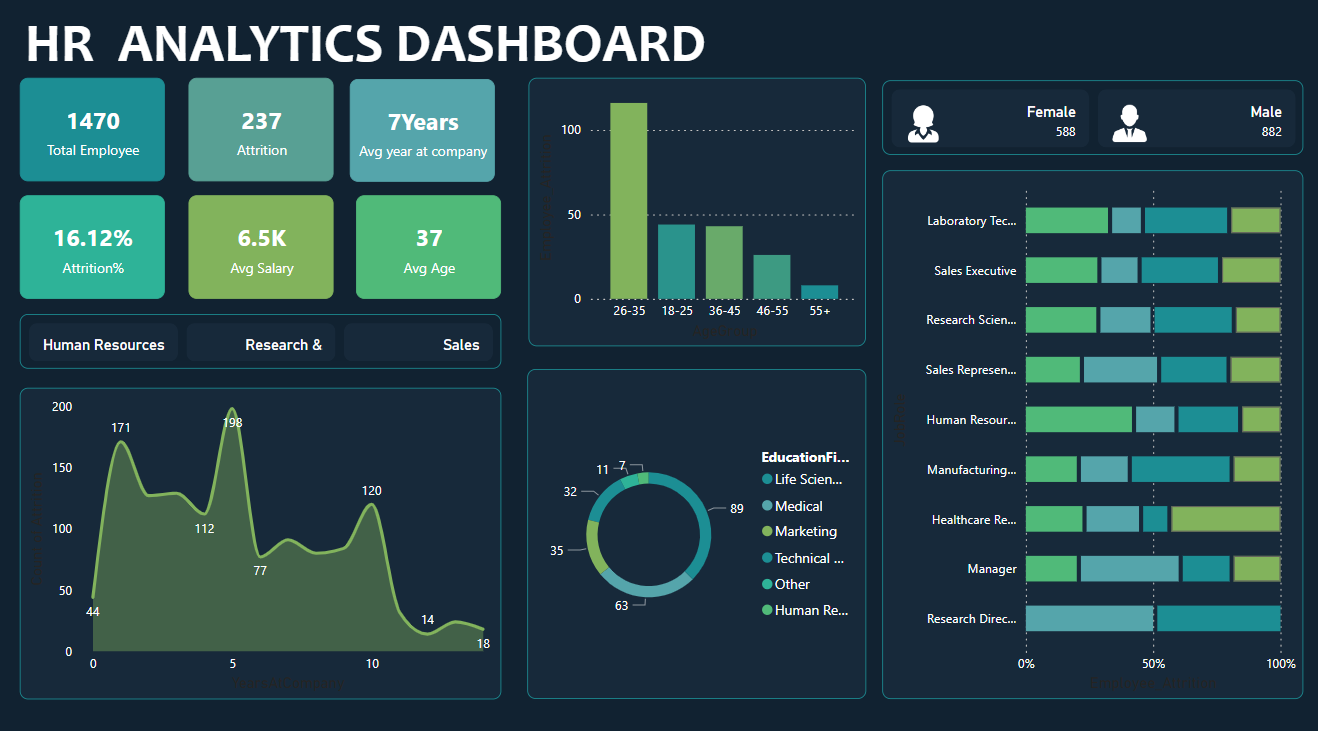 HR ANALYTICS DASHBOARD
1470
Total Employee
237
Attrition
7Years
Avg year at company
16.12%
Attrition%
6.5K
Avg Salary
37
Avg Age
Human Resources
Research &
Sales
200
150
100
50
0
171
198
112
77
120
44
14
18
0
5
10
100
50
0
26-35
18-25
36-45
46-55
55+
11
7
32
35
63
89
EducationFi...
Life Scien...
Medical
Marketing
Technical ...
Other
Human Re...
Female
588
Male
882
Laboratory Tec...
Sales Executive
Research Scien...
Sales Represen...
Human Resour...
Manufacturing...
Healthcare Re...
Manager
Research Direc...
0%
50%
100%